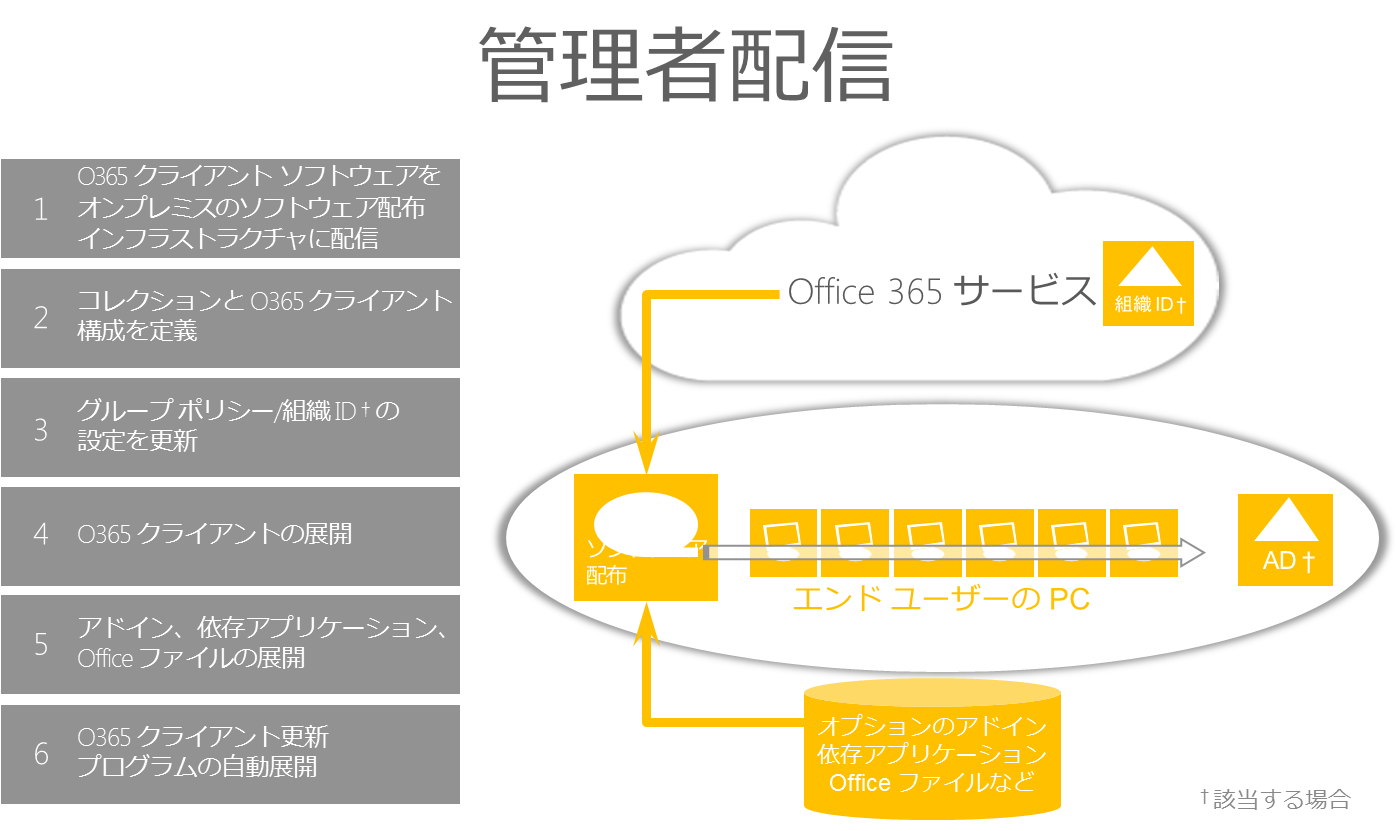 管理者配信
1
O365 クライアント ソフトウェアを
オンプレミスのソフトウェア配布
インフラストラクチャに配信
2
コレクションと O365 クライアント
構成を定義
3
グループ ポリシー/組織 ID † の
設定を更新
4
O365 クライアントの展開
5
アドイン、依存アプリケーション、
Office ファイルの展開
6
O365 クライアント更新
プログラムの自動展開
Office 365 サービス
組織 ID †
配布
エンド ユーザーの PC
AD †
オプションのアドイン
依存アプリケーション
Office ファイルなど
† 該当する場合